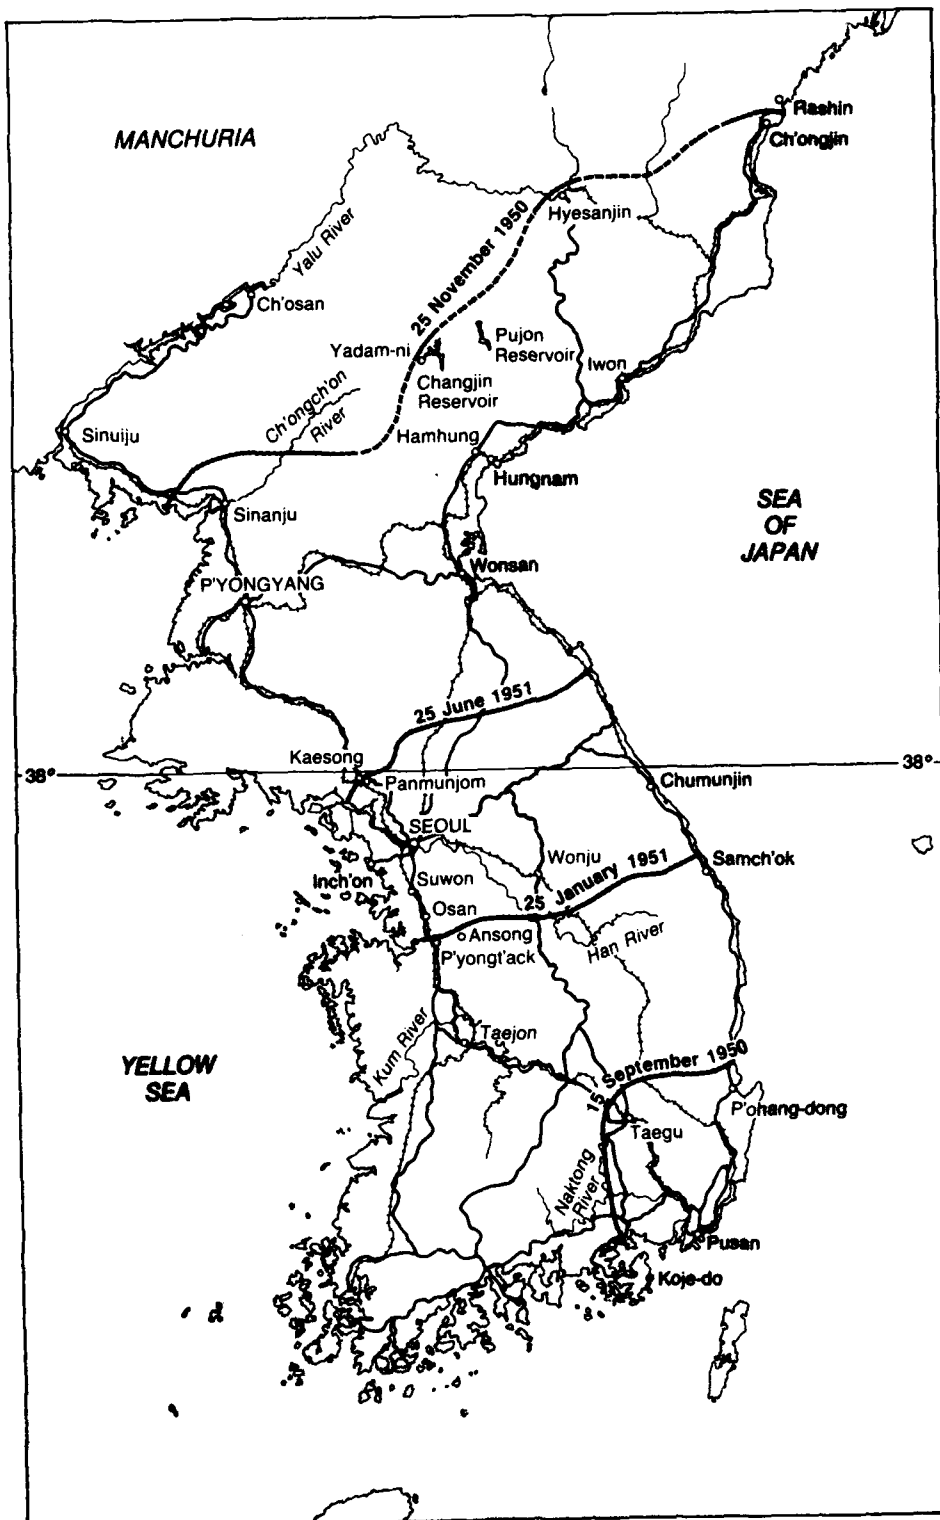 Rashin
Ch'ongjin
MANCHURIA
Hyesanjin
25 November 1950
Yalu River
Ch'osan
Yadam-ni
Pujon
Reservoir
Changjin
Reservoir
Iwon
Ch'ongch'on
River
Sinuiju
Hamhung
Hungnam
SEA
OF
JAPAN
Sinanju
Wonsan
P'YONGYANG
25 June 1951
Kaesong
38°
38°
Panmunjom
Chumunjin
SEOUL
Wonju
Samch'ok
Inch'on
Suwon
25 January 1951
Osan
Ansong
Han River
P'yongt'ack
Kum River
Taejon
YELLOW
SEA
15 September 1950
P'ohang-dong
Taegu
Naktong
River
Pusan
Koje-do